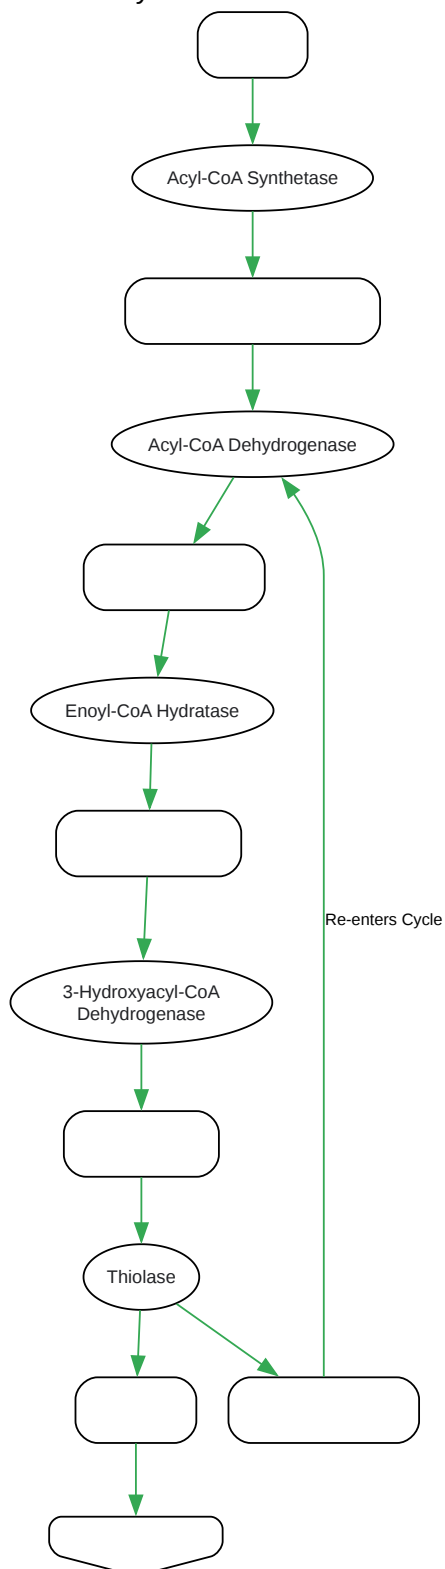 Acyl-CoA Synthetase
Acyl-CoA Dehydrogenase
Enoyl-CoA Hydratase
Re-enters Cycle
3-Hydroxyacyl-CoA
Dehydrogenase
Thiolase